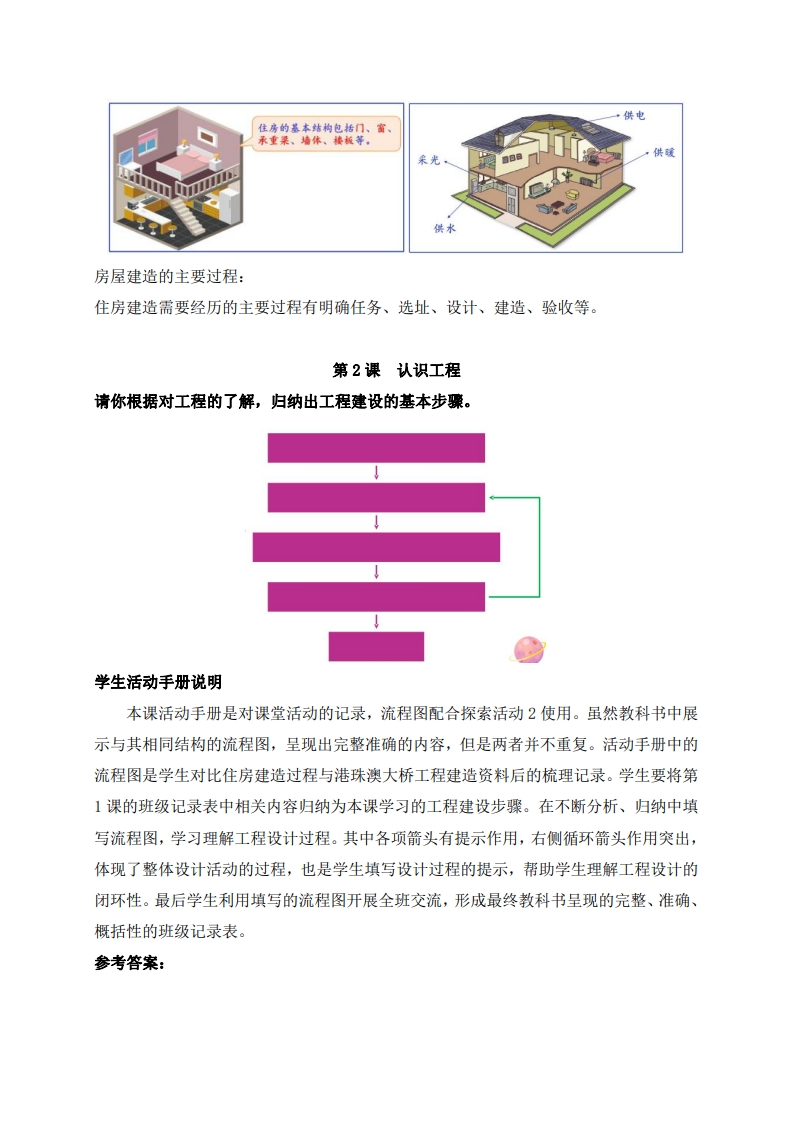 住房的基本结构包括门、窗、
承重梁、墙体、楼板等。
供电
采光
供暖
供水
房屋建造的主要过程：
住房建造需要经历的主要过程有明确任务、选址、设计、建造、验收等。
第 2 课　认识工程
请你根据对工程的了解，归纳出工程建设的基本步骤。
学生活动手册说明
本课活动手册是对课堂活动的记录，流程图配合探索活动 2 使用。虽然教科书中展
示与其相同结构的流程图，呈现出完整准确的内容，但是两者并不重复。活动手册中的
流程图是学生对比住房建造过程与港珠澳大桥工程建造资料后的梳理记录。学生要将第
1 课的班级记录表中相关内容归纳为本课学习的工程建设步骤。在不断分析、归纳中填
写流程图，学习理解工程设计过程。其中各项箭头有提示作用，右侧循环箭头作用突出，
体现了整体设计活动的过程，也是学生填写设计过程的提示，帮助学生理解工程设计的
闭环性。最后学生利用填写的流程图开展全班交流，形成最终教科书呈现的完整、准确、
概括性的班级记录表。
参考答案：